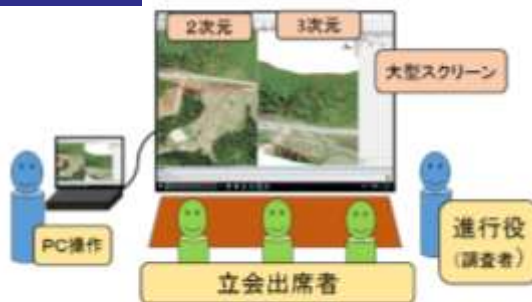 2次元
3次元
大型スクリーン
PC操作
進行役
(調査者)
立会出席者